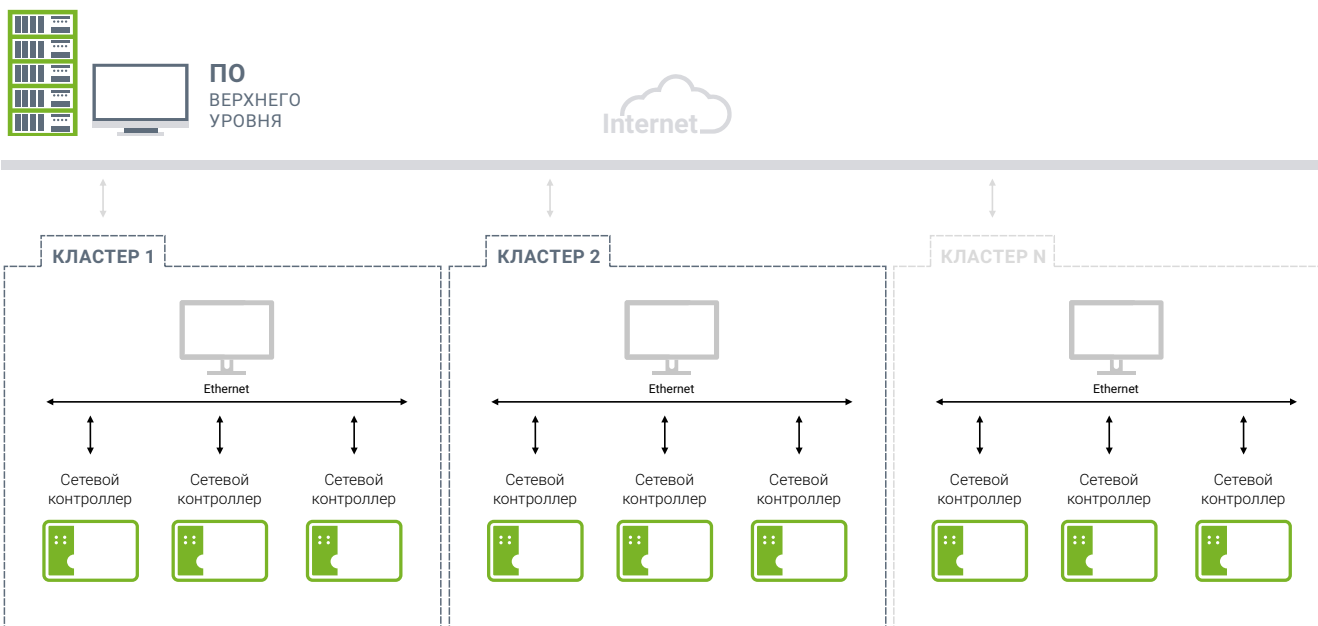 ПО
ВЕРХНЕГО
УРОВНЯ
Internet
КЛАСТЕР 1
КЛАСТЕР 2
КЛАСТЕР N
Ethernet
Ethernet
Ethernet
Сетевой
контроллер
Сетевой
контроллер
Сетевой
контроллер
Сетевой
контроллер
Сетевой
контроллер
Сетевой
контроллер
Сетевой
контроллер
Сетевой
контроллер
Сетевой
контроллер